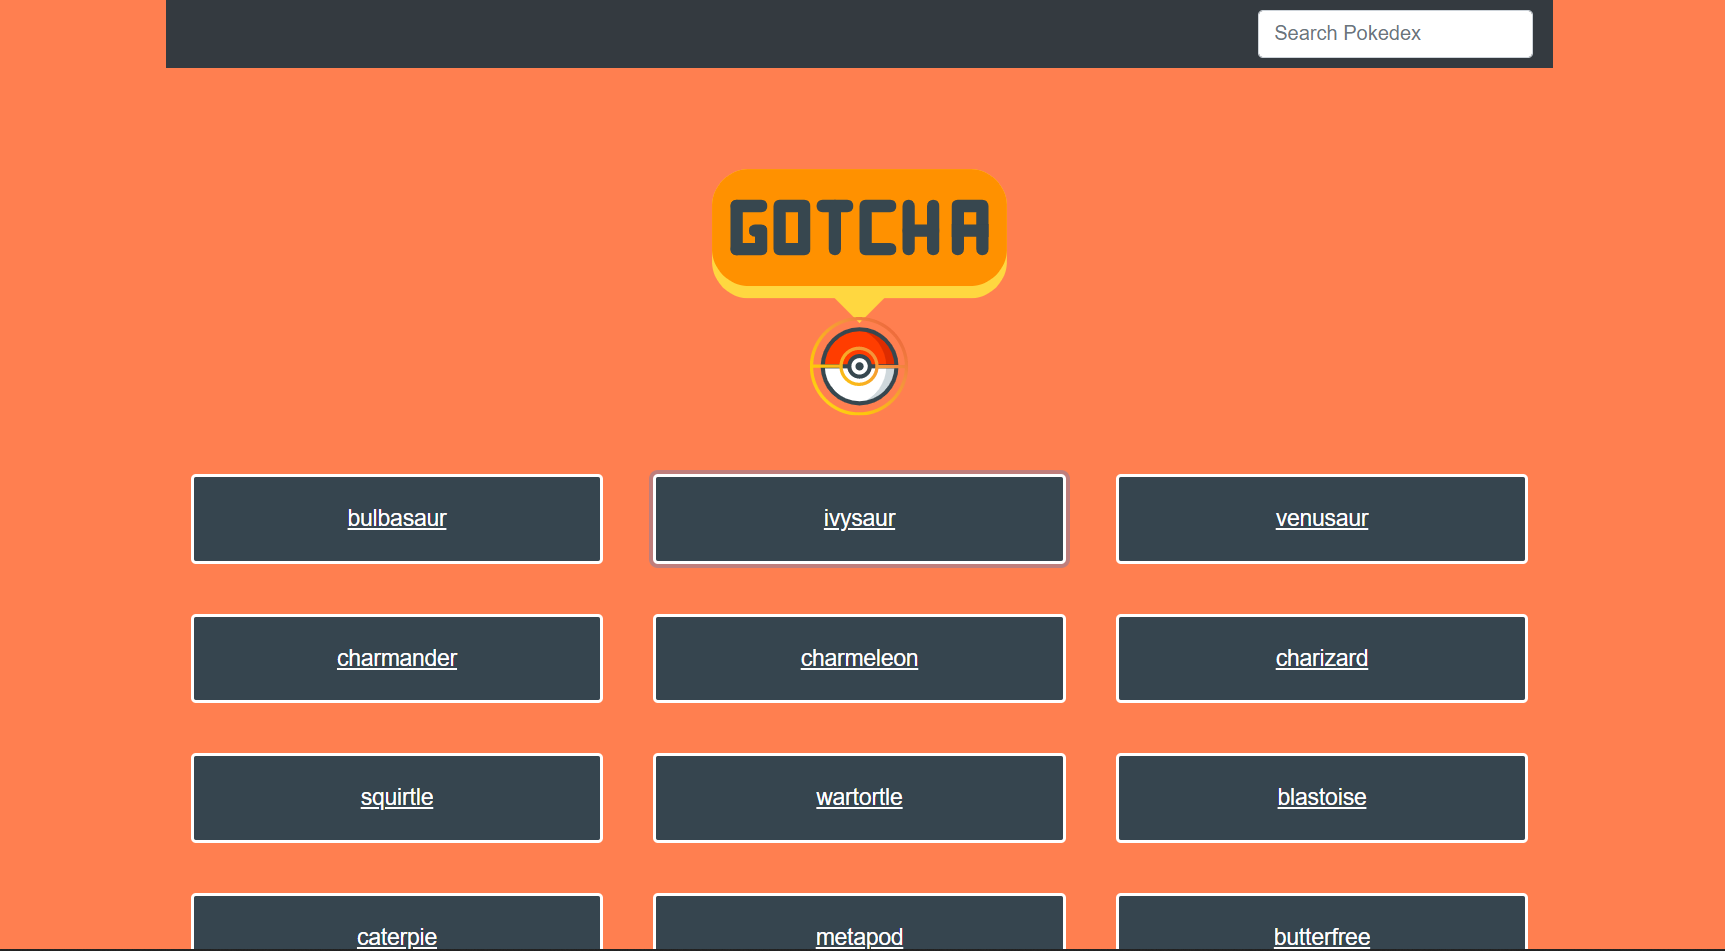 Search Pokedex
GOTCHA
bulbasaur
ivysaur
venusaur
charmander
charmeleon
charizard
squirtle
wartortle
blastoise
caterpie
metapod
butterfree